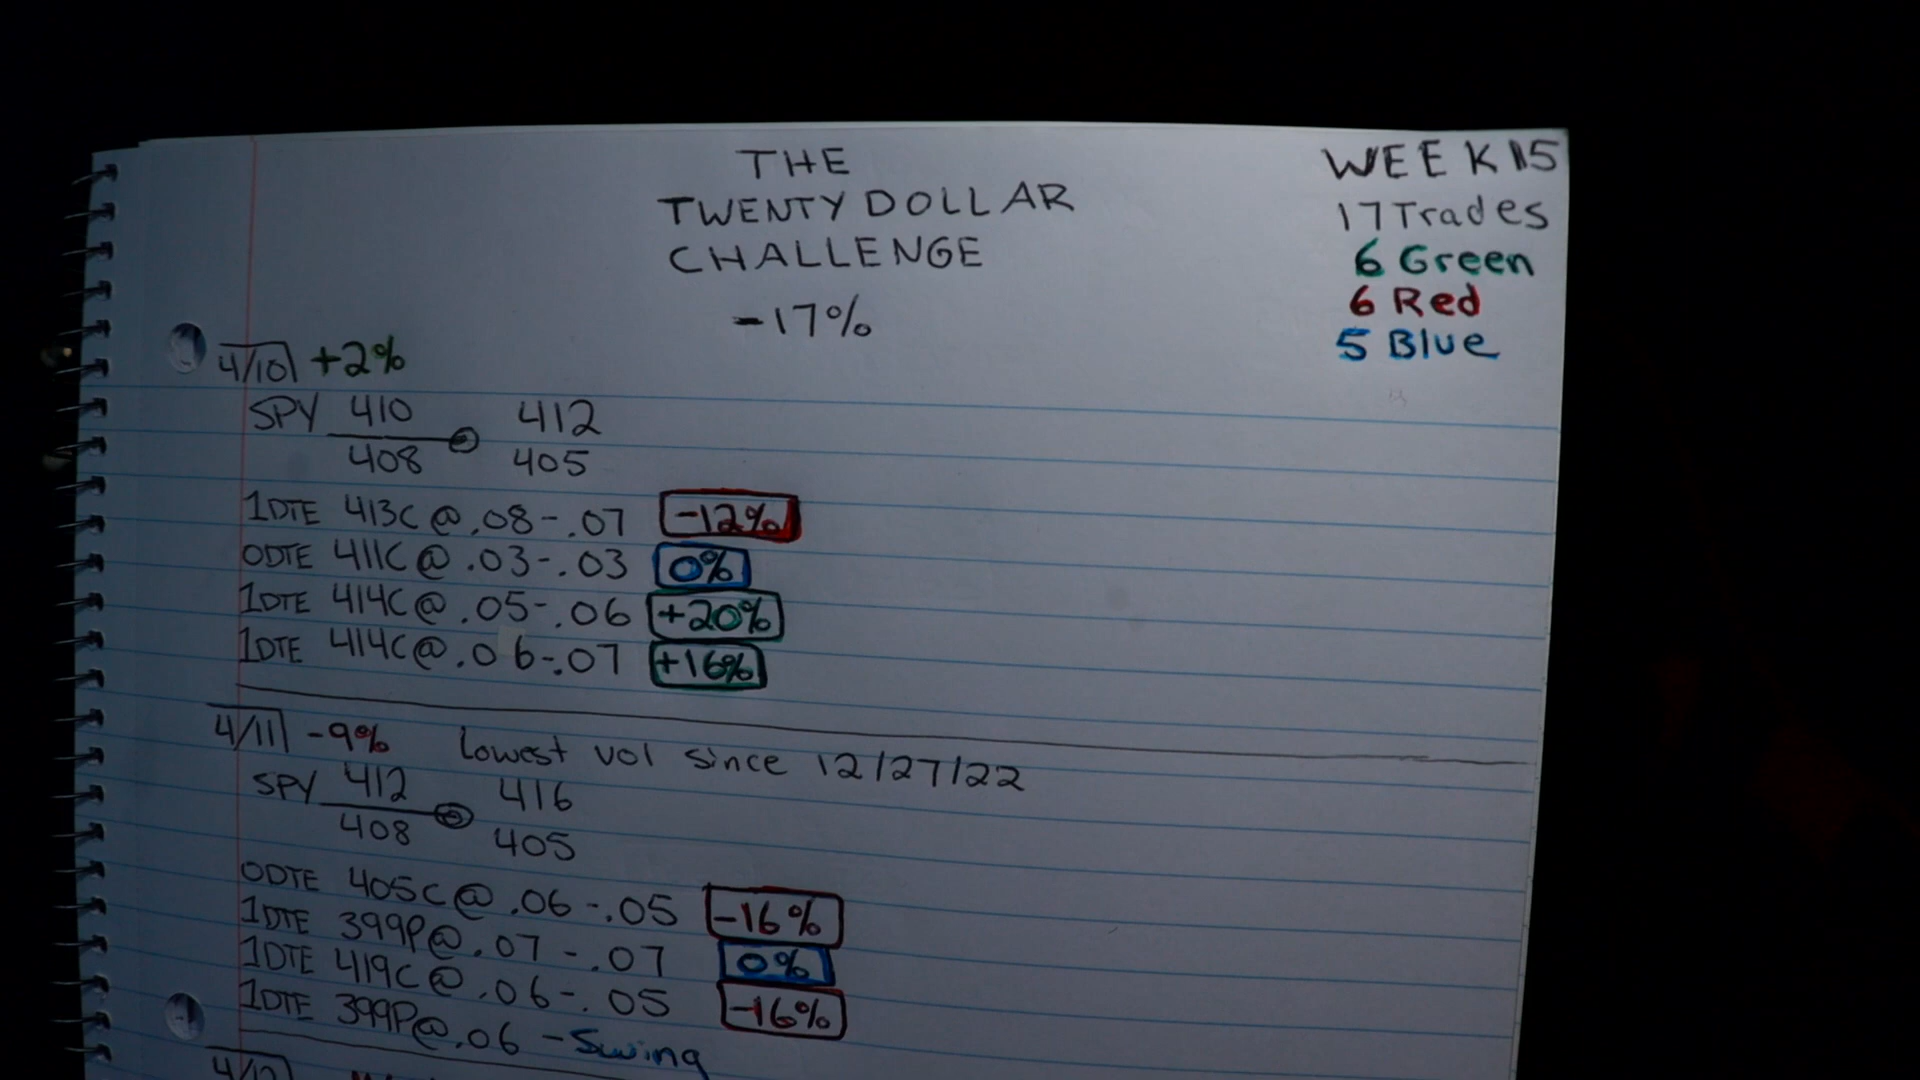 THE
TWENTY DOLLAR
CHALLENGE
-17%
WEEK 15
17 Trades
6 Green
6 Red
5 Blue
4/10 +2%
SPY 410 412
408 405
1DTE 413C @ .08-.07 -12%
0DTE 411C @ .03-.03 0%
1DTE 414C @ .05-.06 +20%
1DTE 414C @ .06-.07 +16%
4/11 -9% Lowest vol since 12/27/22
SPY 412 416
408 405
0DTE 405C @ .06-.05 -16%
1DTE 399P @ .07-.07 0%
1DTE 419C @ .06-.05 -16%
1DTE 399P @ .06 - Swing
4/12